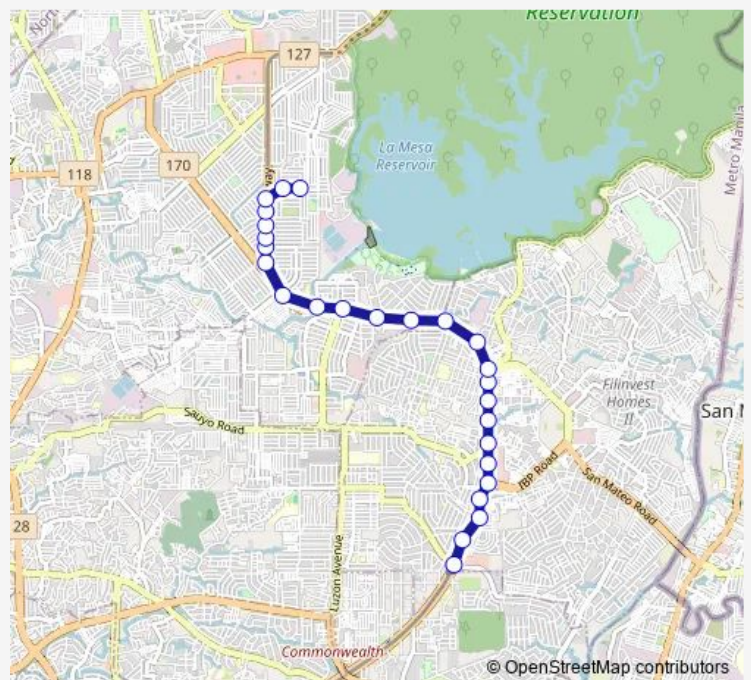 Reservation
127
La Mesa
Reservoir
Metro Manila
170
118
way
Filinvest
Homes
II
Sauyo Road
San
IBP Road
San Mateo Road
28
Luzon Avenue
Commonwealth
© OpenStreetMap contributors